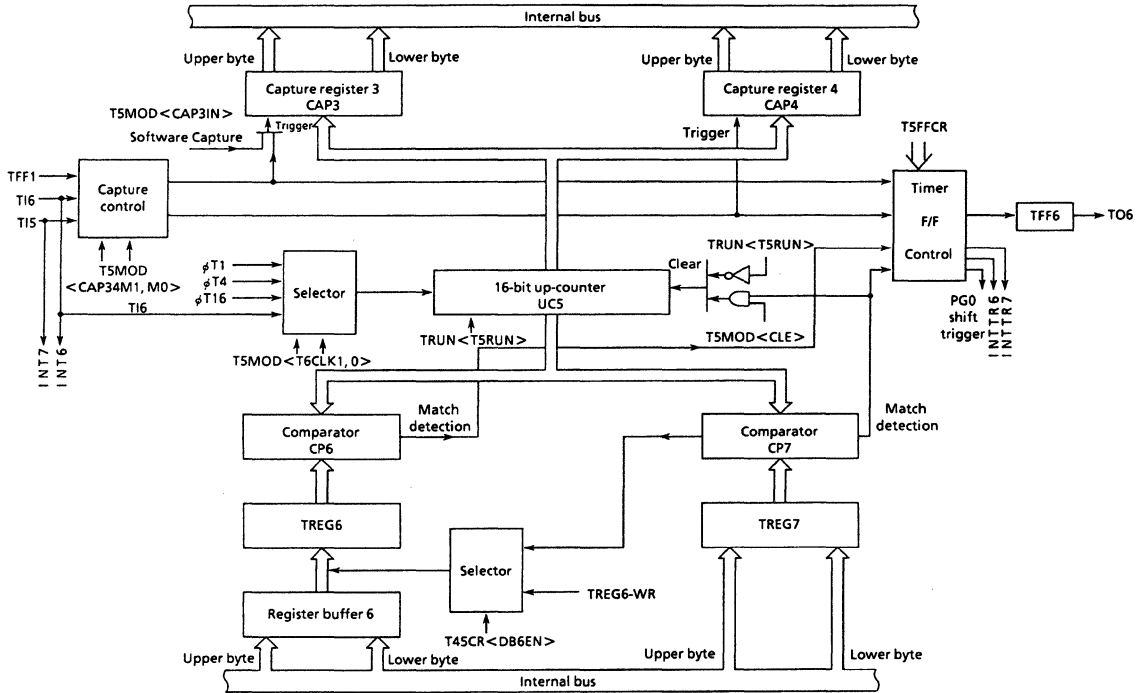 Internal bus
Upper byte
Lower byte
Upper byte
Lower byte
Capture register 3
CAP3
Capture register 4
CAP4
T5MOD<CAP3IN>
Trigger
Software Capture
Trigger
T5FFCR
TFF1
TI6
TI5
Capture
control
Timer
F/F
Control
TFF6
TO6
T5MOD
<CAP34M1, M0>
TI6
φT1
φT4
φT16
Selector
16-bit up-counter
UC5
Clear
TRUN<T5RUN>
T5MOD<CLE>
PG0
shift
trigger
INTTR6
INTTR7
INT7
INT6
TRUN<T5RUN>
T5MOD<T6CLK1, 0>
Match
detection
Comparator
CP6
Comparator
CP7
Match
detection
TREG6
TREG7
Selector
TREG6-WR
Register buffer 6
T45CR<DB6EN>
Upper byte
Lower byte
Upper byte
Lower byte
Internal bus